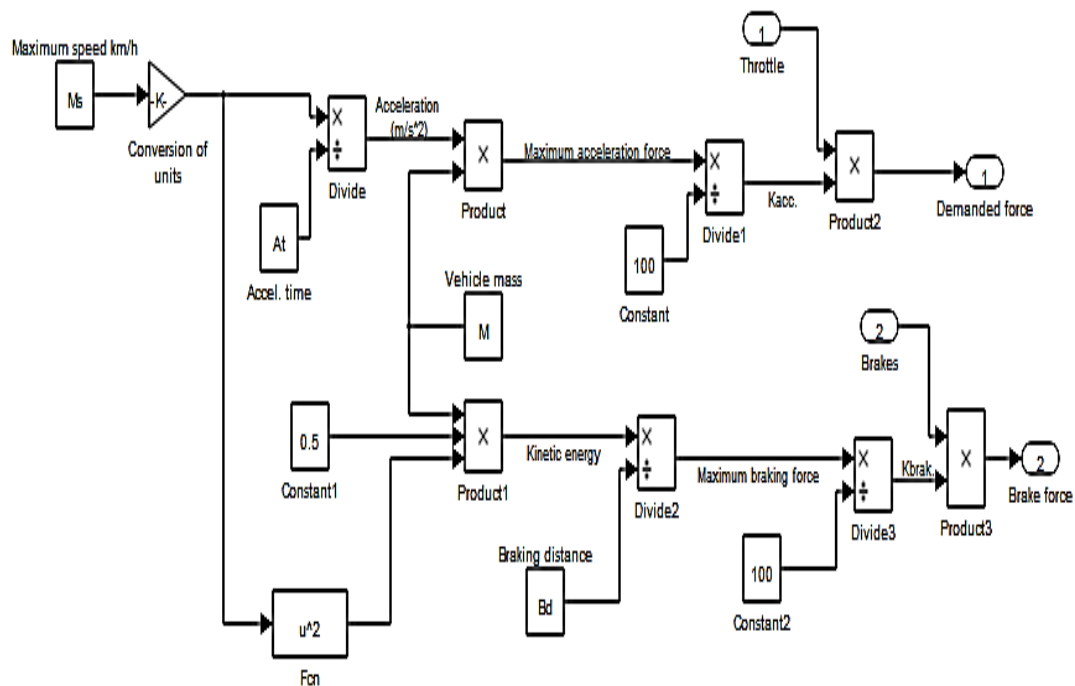 Maximum speed km/h
Ms
-K-
Conversion of
units
Acceleration
(m/s^2)
×
÷
Divide
At
Accel. time
×
Product
Maximum acceleration force
×
÷
Divide1
100
Constant
Kacc.
1
Throttle
×
Product2
1
Demanded force
Vehicle mass
M
0.5
Constant1
×
Product1
Kinetic energy
×
÷
Divide2
Braking distance
Bd
Maximum braking force
×
÷
Divide3
100
Constant2
Kbrak.
2
Brakes
×
Product3
2
Brake force
u^2
Fcn